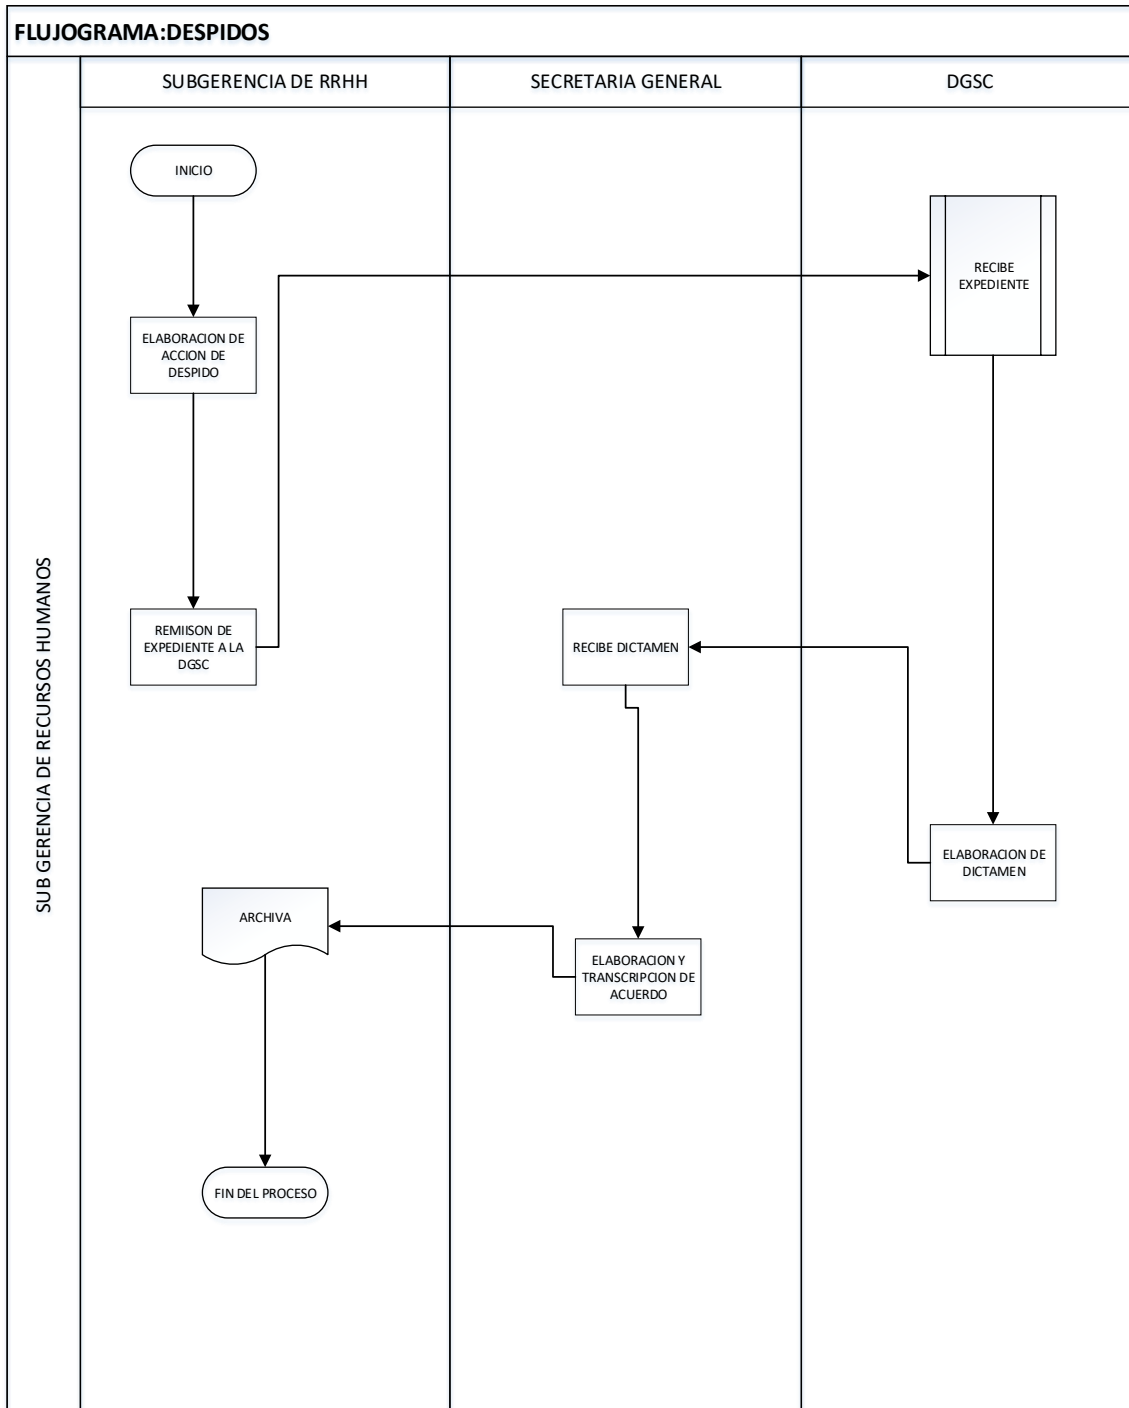 FLUJOGRAMA:DESPIDOS
SUBGERENCIA DE RRHH
SECRETARIA GENERAL
DGSC
SUB GERENCIA DE RECURSOS HUMANOS
INICIO
ELABORACION DE
ACCION DE
DESPIDO
REMIISON DE
EXPEDIENTE A LA
DGSC
RECIBE
EXPEDIENTE
ELABORACION DE
DICTAMEN
RECIBE DICTAMEN
ELABORACION Y
TRANSCRIPCION DE
ACUERDO
ARCHIVA
FIN DEL PROCESO